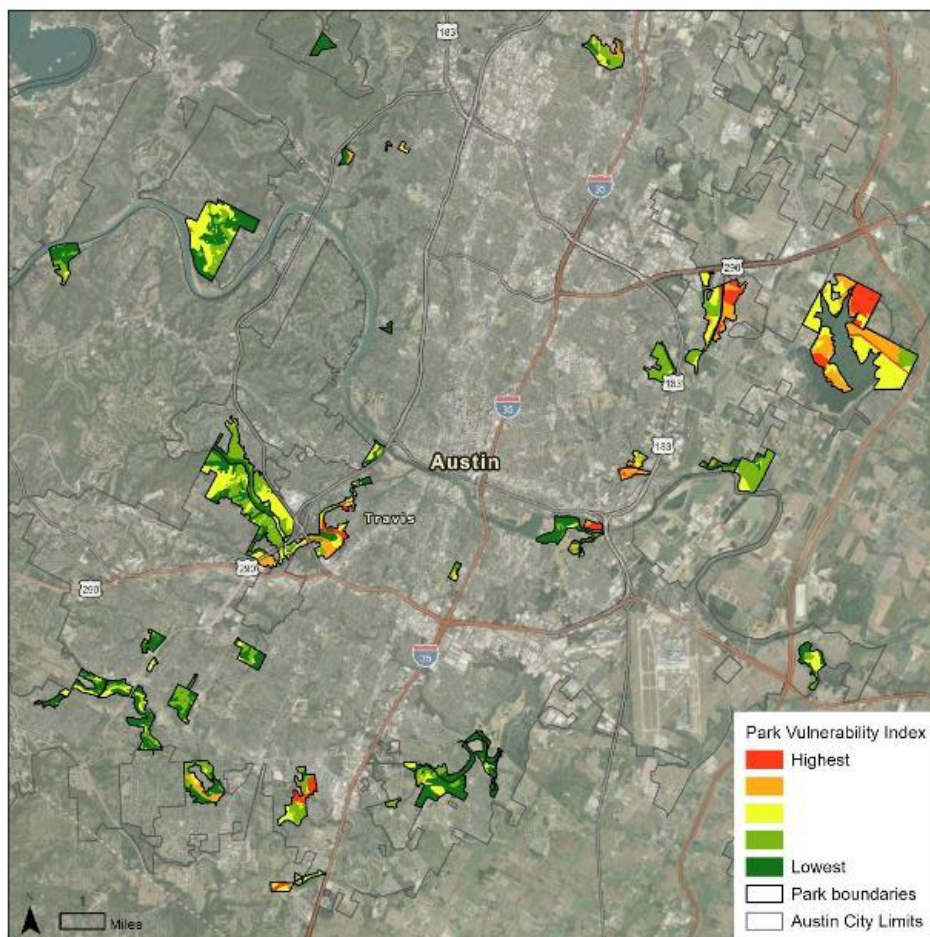 183
35
290
183
35
183
Austin
Travis
290
290
35
Park Vulnerability Index
Highest
Lowest
Park boundaries
Austin City Limits
1
Miles